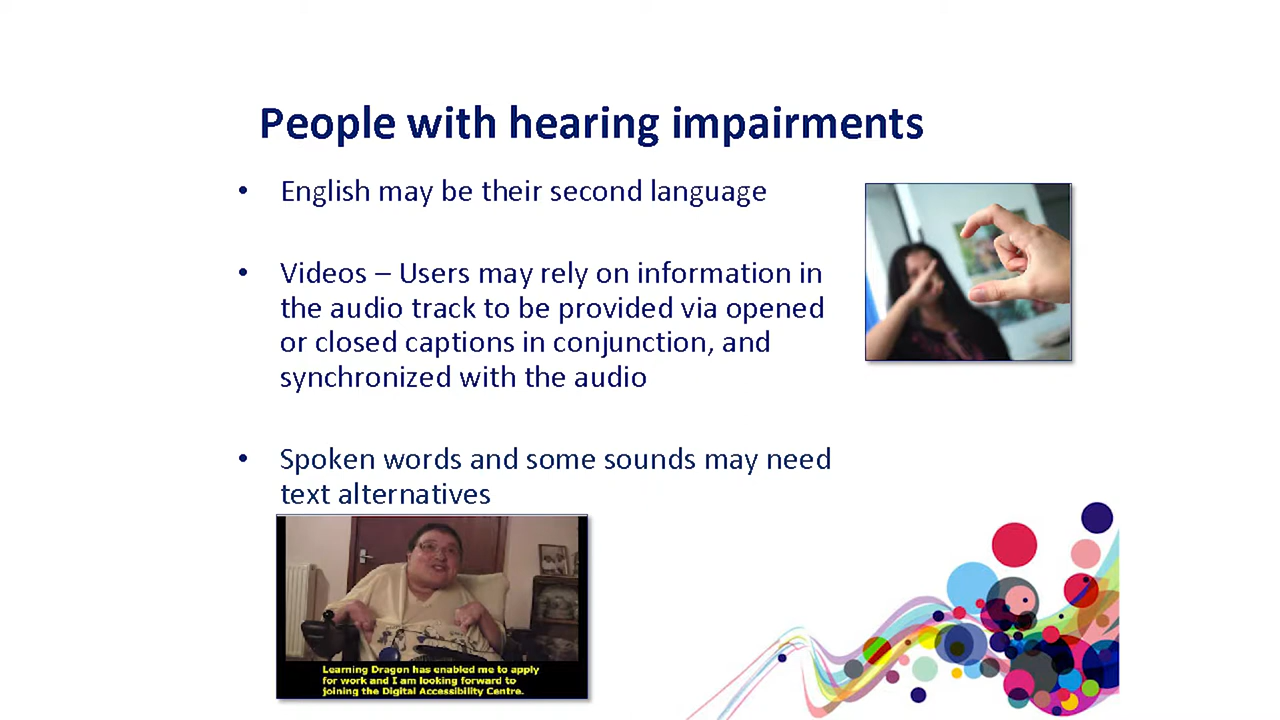 People with hearing impairments
• English may be their second language
• Videos – Users may rely on information in
the audio track to be provided via opened
or closed captions in conjunction, and
synchronized with the audio
• Spoken words and some sounds may need
text alternatives
Learning Dragon has enabled me to apply
for work and I am looking forward to
joining the Digital Accessibility Centre.